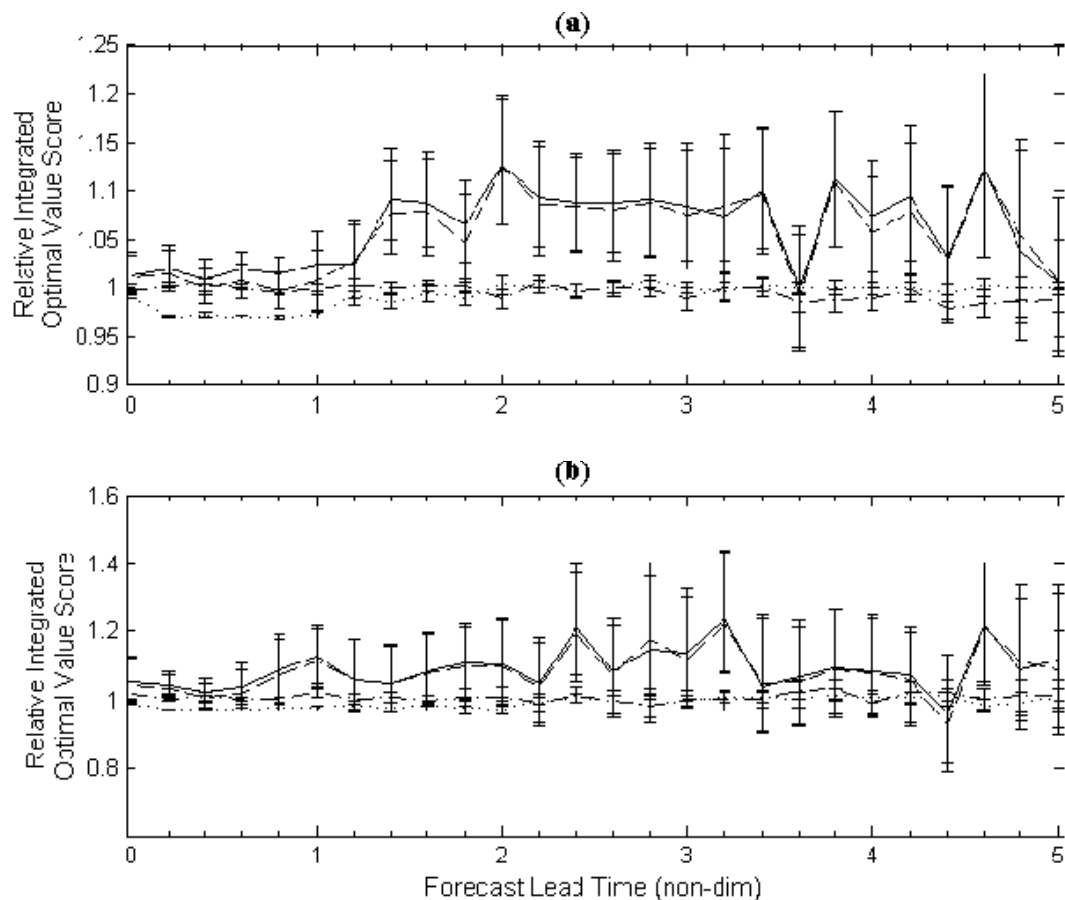 (a)
Relative Integrated
Optimal Value Score
1.25
1.2
1.15
1.1
1.05
1
0.95
0.9
0 1 2 3 4 5
(b)
Relative Integrated
Optimal Value Score
1.6
1.4
1.2
1
0.8
0 1 2 3 4 5
Forecast Lead Time (non-dim)